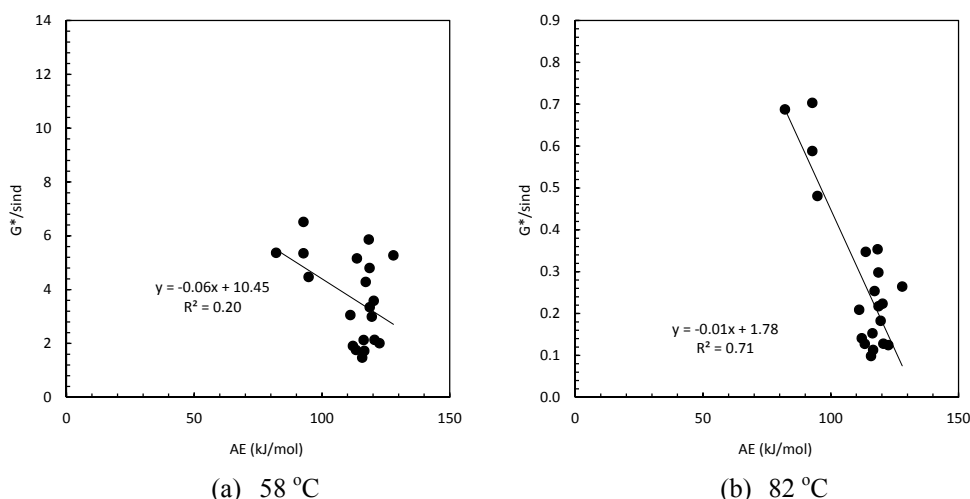 14
12
10
8
6
4
2
0
G*/sind
y = -0.06x + 10.45
R² = 0.20
0 50 100 150
AE (kJ/mol)
(a) 58 °C
0.9
0.8
0.7
0.6
0.5
0.4
0.3
0.2
0.1
0.0
G*/sind
y = -0.01x + 1.78
R² = 0.71
0 50 100 150
AE (kJ/mol)
(b) 82 °C